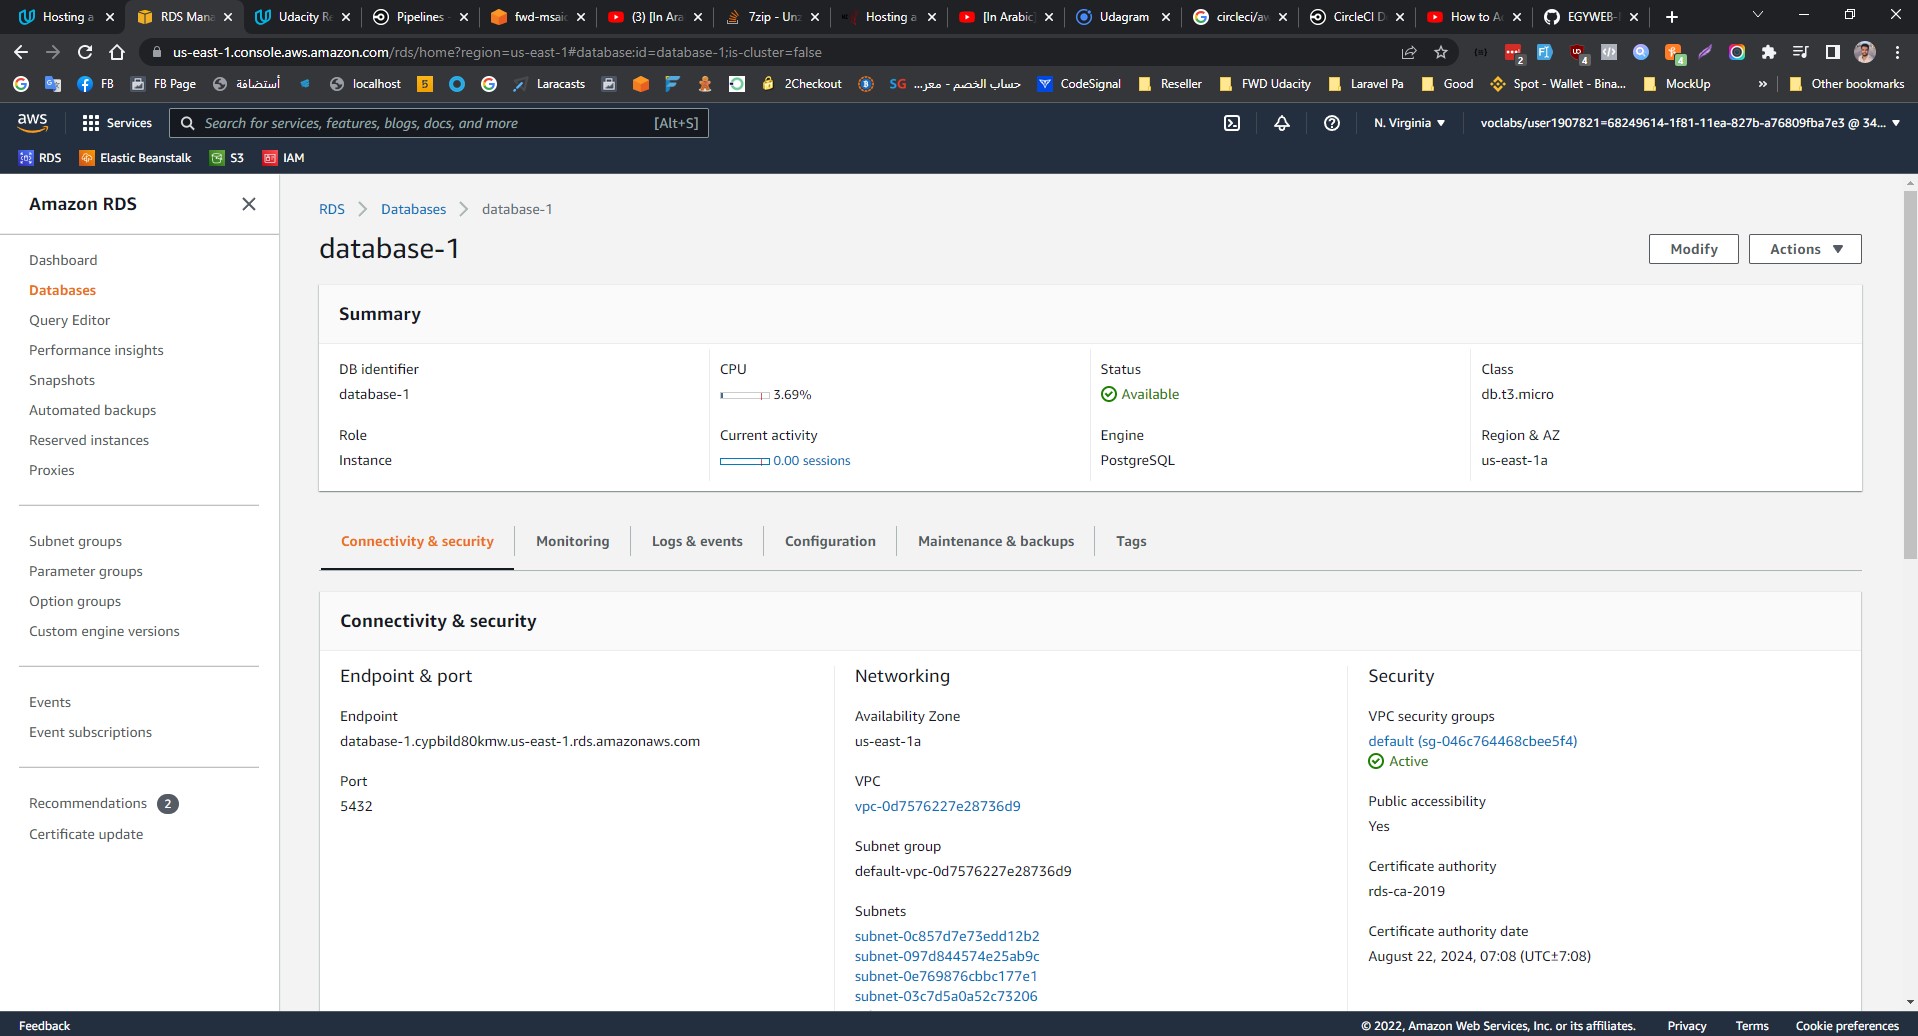 Hosting a
RDS Mana
Udacity Re
Pipelines -
fwd-msaic
(3) [In Ara
7zip - Unz
Hosting a
[In Arabic]
Udagram
circleci/aw
CircleCI D
How to Ac
EGYWEB-
us-east-1.console.aws.amazon.com/rds/home?region=us-east-1#database:id=database-1;is-cluster=false
FB
FB Page
أستضافة
localhost
Laracasts
2Checkout
حساب الخصم - معر...
CodeSignal
Reseller
FWD Udacity
Laravel Pa
Good
Spot - Wallet - Bina...
MockUp
»
Other bookmarks
aws
Services
Search for services, features, blogs, docs, and more
[Alt+S]
N. Virginia
voclabs/user1907821=68249614-1f81-11ea-827b-a76809fba7e3 @ 34...
RDS
Elastic Beanstalk
S3
IAM
Amazon RDS
Dashboard
Databases
Query Editor
Performance insights
Snapshots
Automated backups
Reserved instances
Proxies
Subnet groups
Parameter groups
Option groups
Custom engine versions
Events
Event subscriptions
Recommendations 2
Certificate update
RDS
Databases
database-1
database-1
Modify
Actions
Summary
DB identifier
database-1
CPU
3.69%
Status
Available
Class
db.t3.micro
Role
Instance
Current activity
0.00 sessions
Engine
PostgreSQL
Region & AZ
us-east-1a
Connectivity & security
Monitoring
Logs & events
Configuration
Maintenance & backups
Tags
Connectivity & security
Endpoint & port
Endpoint
database-1.cypbild80kmw.us-east-1.rds.amazonaws.com
Port
5432
Networking
Availability Zone
us-east-1a
VPC
vpc-0d7576227e28736d9
Subnet group
default-vpc-0d7576227e28736d9
Subnets
subnet-0c857d7e73edd12b2
subnet-097d844574e25ab9c
subnet-0e769876cbbc177e1
subnet-03c7d5a0a52c73206
Security
VPC security groups
default (sg-046c764468cbee5f4)
Active
Public accessibility
Yes
Certificate authority
rds-ca-2019
Certificate authority date
August 22, 2024, 07:08 (UTC±7:08)
Feedback
© 2022, Amazon Web Services, Inc. or its affiliates.
Privacy
Terms
Cookie preferences